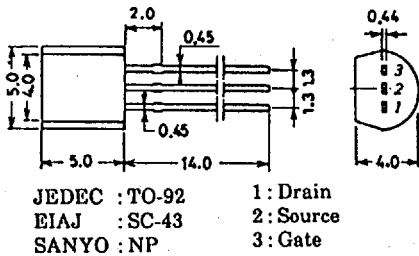 2.0
0.44
0.45
5.0
4.0
1.3
1.3
3
2
1
0.45
5.0
14.0
4.0
JEDEC : TO-92
EIAJ : SC-43
SANYO : NP
1 : Drain
2 : Source
3 : Gate